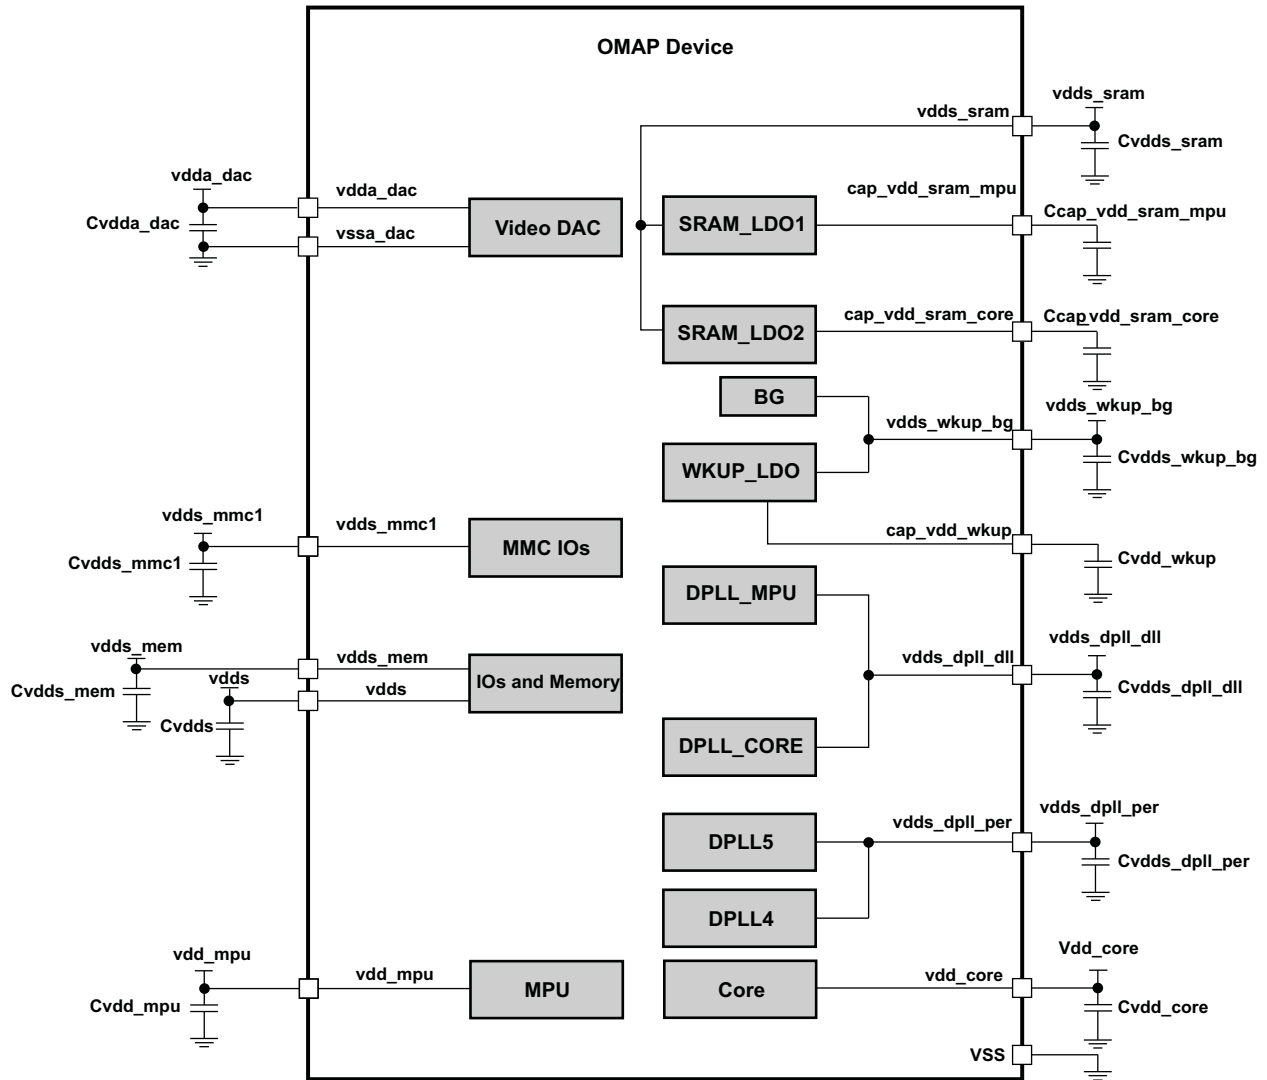 OMAP Device
vdds_sram
vdds_sram
Cvdds_sram
vdda_dac
vdda_dac
Cvdda_dac
vssa_dac
Video DAC
cap_vdd_sram_mpu
SRAM_LDO1
Ccap_vdd_sram_mpu
SRAM_LDO2
cap_vdd_sram_core
Ccap_vdd_sram_core
BG
vdds_wkup_bg
vdds_wkup_bg
Cvdds_wkup_bg
WKUP_LDO
vdds_mmc1
vdds_mmc1
Cvdds_mmc1
MMC IOs
cap_vdd_wkup
Cvdd_wkup
DPLL_MPU
vdds_mem
vdds_mem
Cvdds_mem
vdds
vdds
Cvdds
IOs and Memory
vdds_dpll_dll
vdds_dpll_dll
Cvdds_dpll_dll
DPLL_CORE
DPLL5
vdds_dpll_per
vdds_dpll_per
Cvdds_dpll_per
DPLL4
vdd_mpu
vdd_mpu
Cvdd_mpu
MPU
Core
vdd_core
Vdd_core
Cvdd_core
VSS